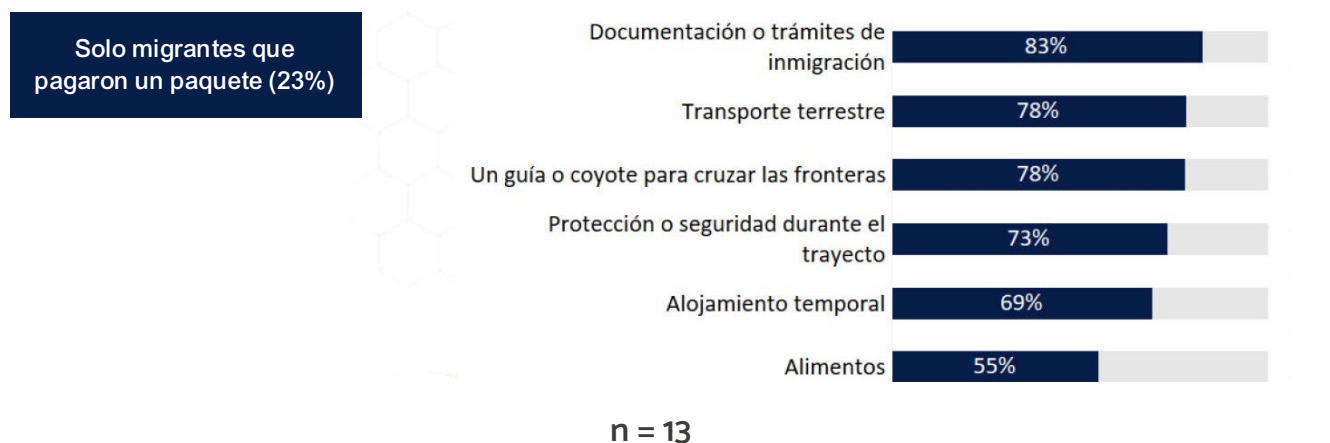 Solo migrantes que
pagaron un paquete (23%)
Documentación o trámites de
inmigración
83%
Transporte terrestre
78%
Un guía o coyote para cruzar las fronteras
78%
Protección o seguridad durante el
trayecto
73%
Alojamiento temporal
69%
Alimentos
55%
n = 13